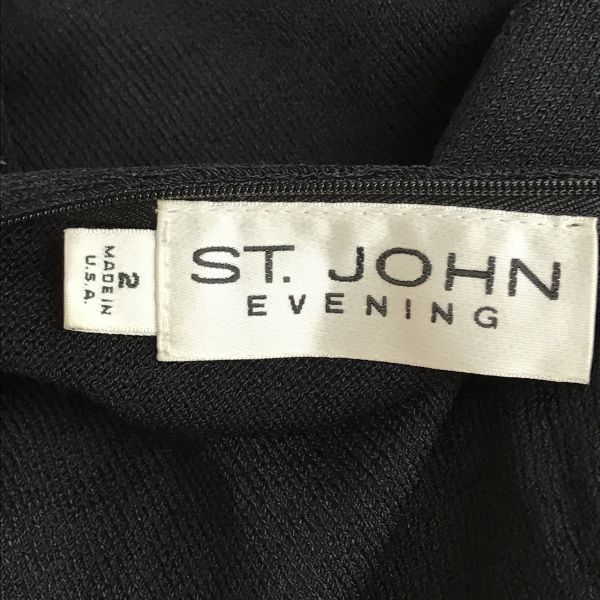 ST. JOHN
EVENING
2
MADE IN
U.S.A.